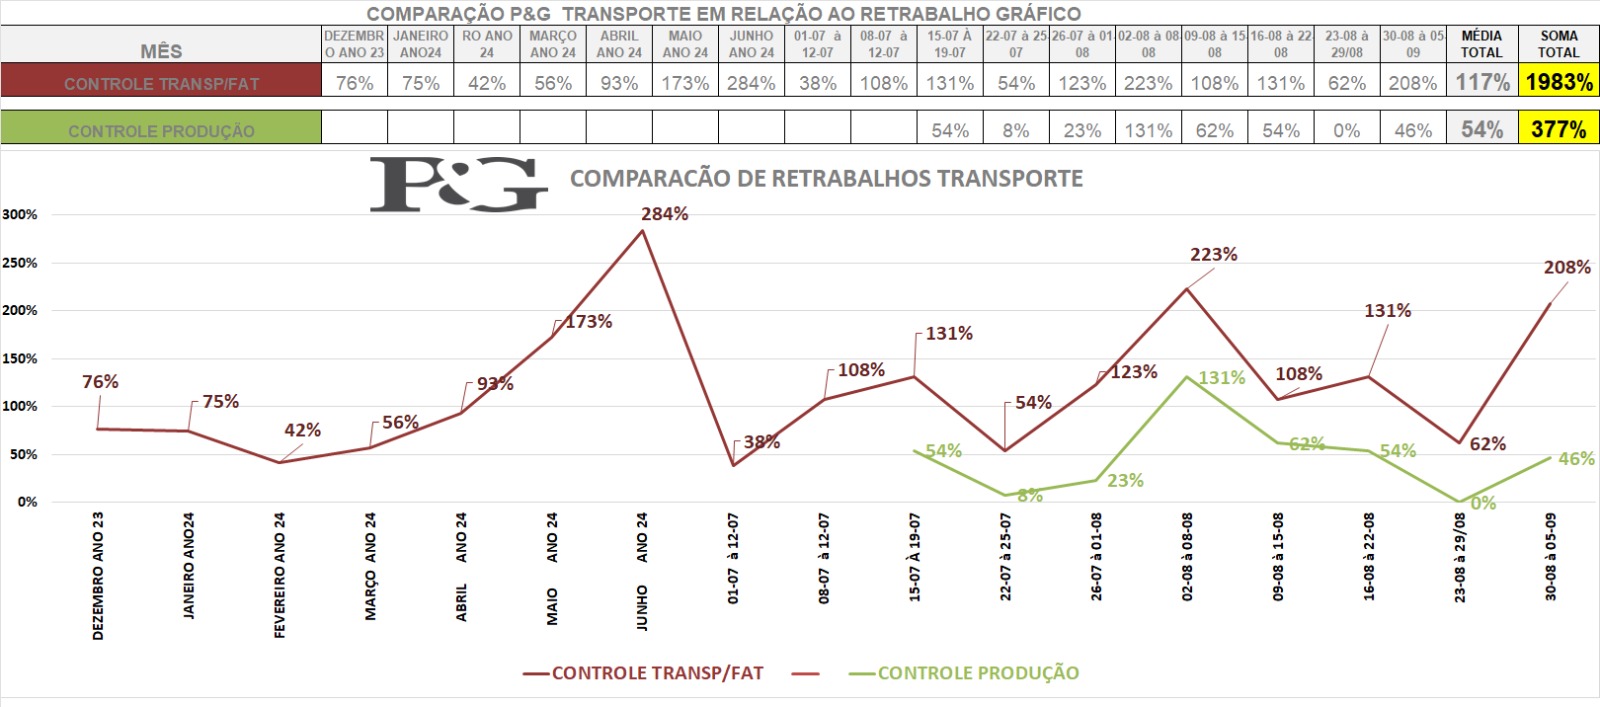 COMPARAÇÃO P&G TRANSPORTE EM RELAÇÃO AO RETRABALHO GRÁFICO
MÊS DEZEMBR O ANO 23 JANEIRO ANO24 RO ANO 24 MARÇO ANO 24 ABRIL ANO 24 MAIO ANO 24 JUNHO ANO 24 01-07 à 12-07 08-07 à 12-07 15-07 À 19-07 22-07 à 25-07 26-07 à 01-08 02-08 à 08-08 09-08 à 15-08 16-08 à 22-08 23-08 à 29/08 30-08 à 05-09 MÉDIA TOTAL SOMA TOTAL
CONTROLE TRANSP/FAT 76% 75% 42% 56% 93% 173% 284% 38% 108% 131% 54% 123% 223% 108% 131% 62% 208% 117% 1983%
CONTROLE PRODUÇÃO 54% 8% 23% 131% 62% 54% 0% 46% 54% 377%
P&G COMPARACÃO DE RETRABALHOS TRANSPORTE
300%
250%
200%
150%
100%
50%
0%
76%
75%
42%
56%
93%
173%
284%
38%
108%
131%
54%
123%
223%
108%
131%
62%
208%
54%
8%
23%
131%
62%
54%
0%
46%
DEZEMBRO ANO 23
JANEIRO ANO24
FEVEREIRO ANO 24
MARÇO ANO 24
ABRIL ANO 24
MAIO ANO 24
JUNHO ANO 24
01-07 à 12-07
08-07 à 12-07
15-07 À 19-07
22-07 à 25-07
26-07 à 01-08
02-08 à 08-08
09-08 à 15-08
16-08 à 22-08
23-08 à 29/08
30-08 à 05-09
CONTROLE TRANSP/FAT CONTROLE PRODUÇÃO